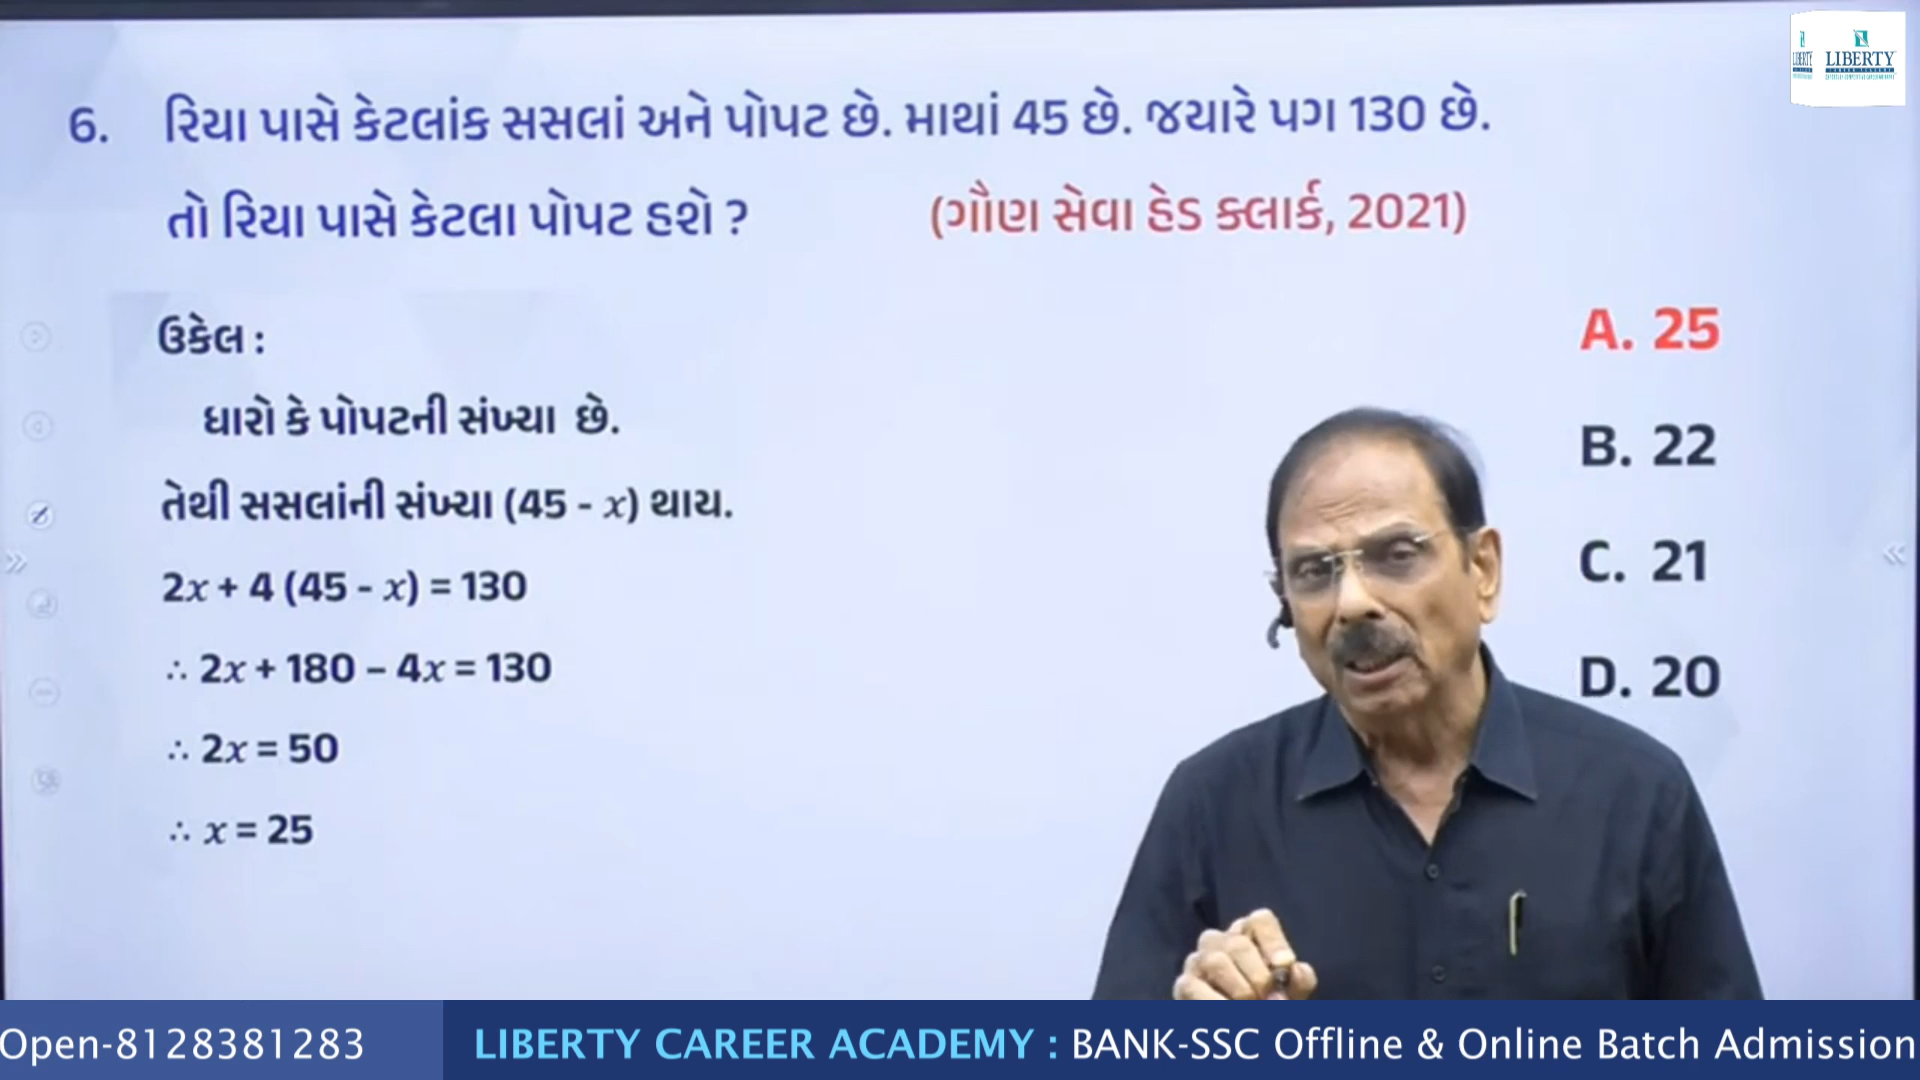 LIBERTY
6. રિયા પાસે કેટલાંક સસલાં અને પોપટ છે. માથાં 45 છે. જયારે પગ 130 છે.
તો રિયા પાસે કેટલા પોપટ હશે ?
(ગૌણ સેવા હેડ ક્લાર્ક, 2021)
ઉકેલ :
ધારો કે પોપટની સંખ્યા છે.
તેથી સસલાંની સંખ્યા (45 - x) થાય.
2x + 4 (45 - x) = 130
∴ 2x + 180 – 4x = 130
∴ 2x = 50
∴ x = 25
A. 25
B. 22
C. 21
D. 20
Open-8128381283
LIBERTY CAREER ACADEMY : BANK-SSC Offline & Online Batch Admission